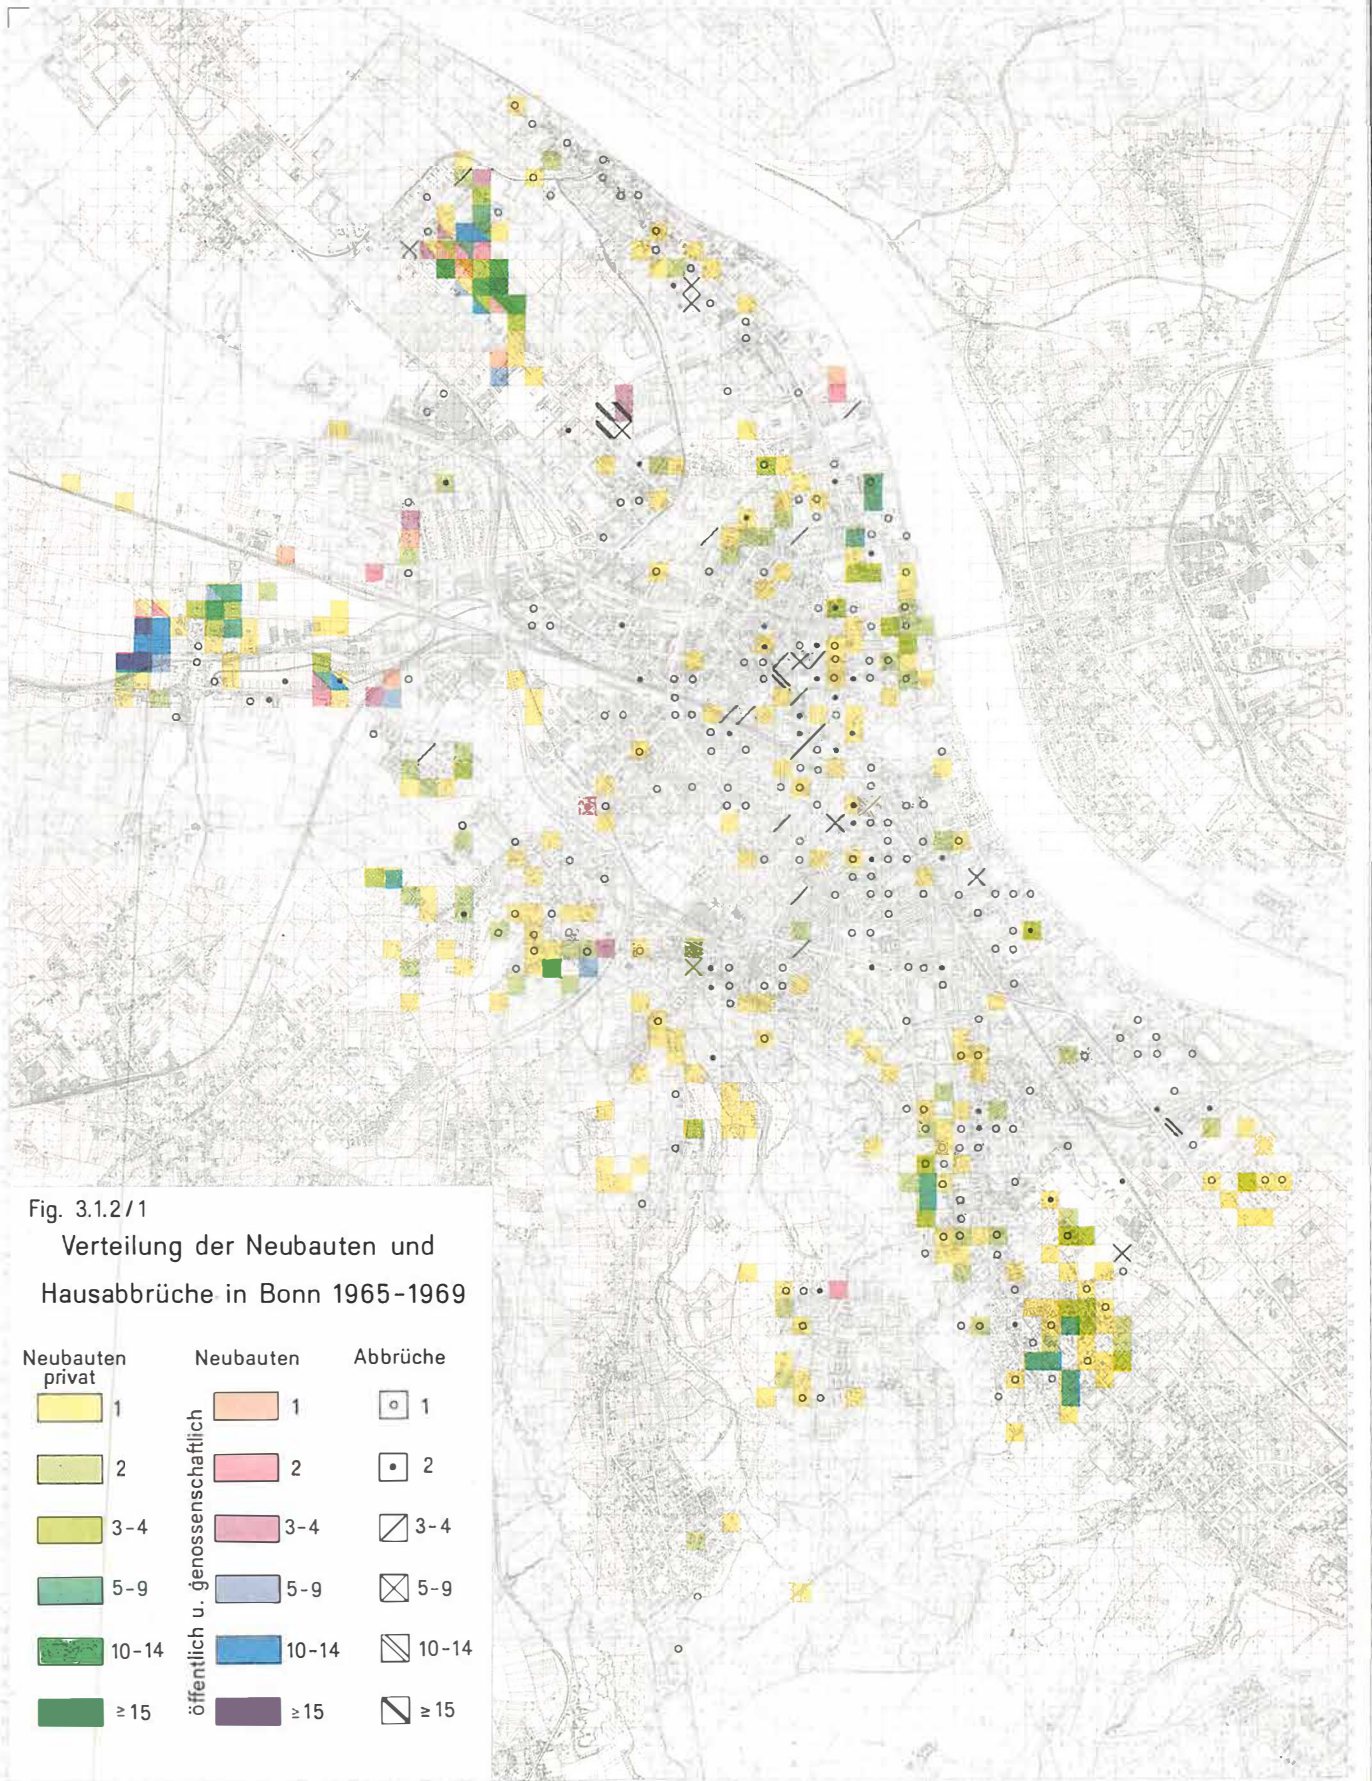 Fig. 3.1.2/1
Verteilung der Neubauten und
Hausabbrüche in Bonn 1965-1969
Neubauten
privat
1
2
3-4
5-9
10-14
≥ 15
Neubauten
öffentlich u. genossenschaftlich
1
2
3-4
5-9
10-14
≥ 15
Abbrüche
1
2
3-4
5-9
10-14
≥ 15